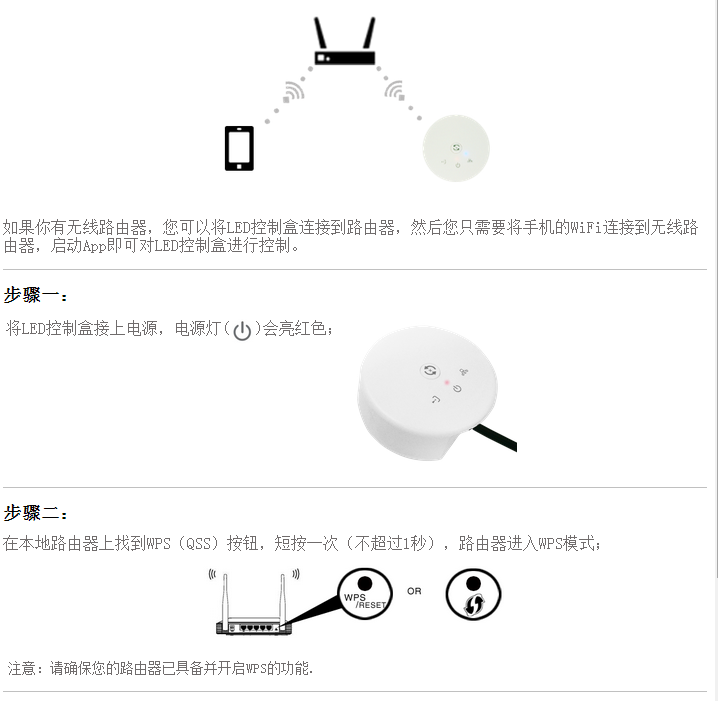 如果你有无线路由器，您可以将LED控制盒连接到路由器，然后您只需要将手机的WiFi连接到无线路
由器，启动App即可对LED控制盒进行控制。
步骤一：
将LED控制盒接上电源，电源灯( )会亮红色；
步骤二：
在本地路由器上找到WPS（QSS）按钮，短按一次（不超过1秒），路由器进入WPS模式；
WPS
/RESET
OR
注意：请确保您的路由器已具备并开启WPS的功能.